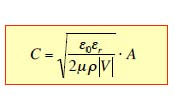 C = √(ε₀εᵣ / 2μρ|V|) · A